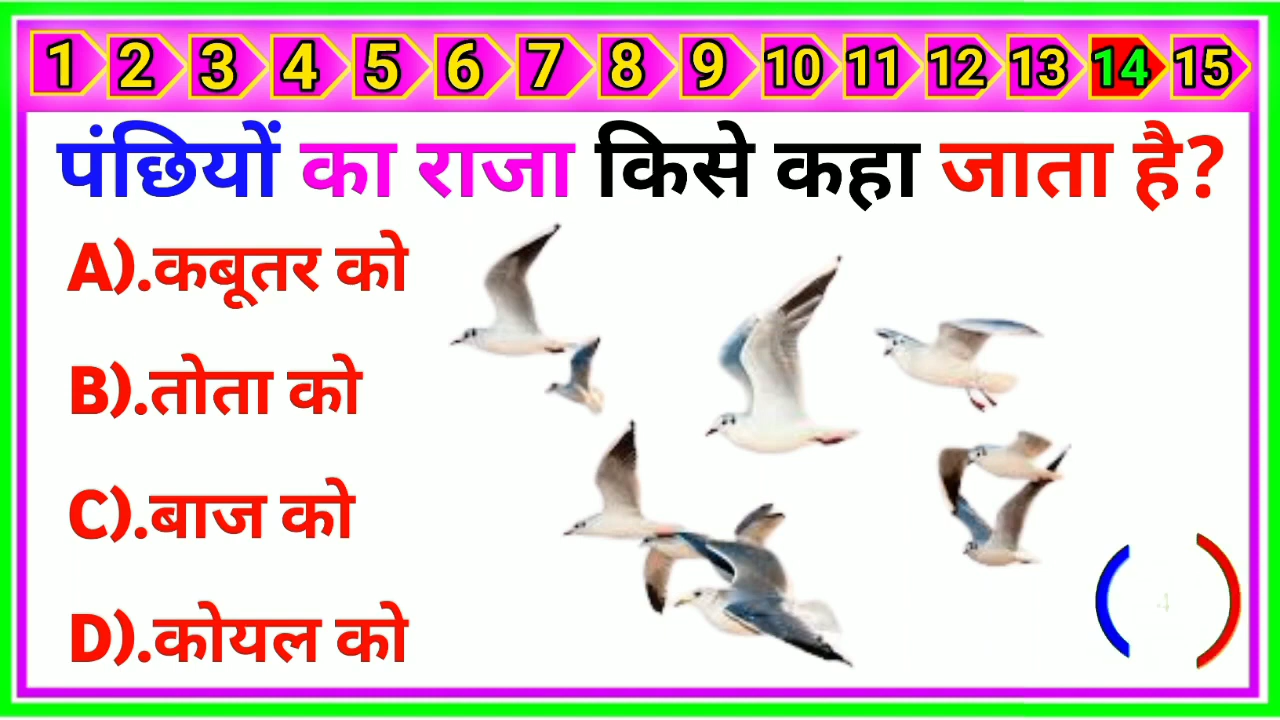 1 2 3 4 5 6 7 8 9 10 11 12 13 14 15
पंछियों का राजा किसे कहा जाता है?
A).कबूतर को
B).तोता को
C).बाज को
D).कोयल को